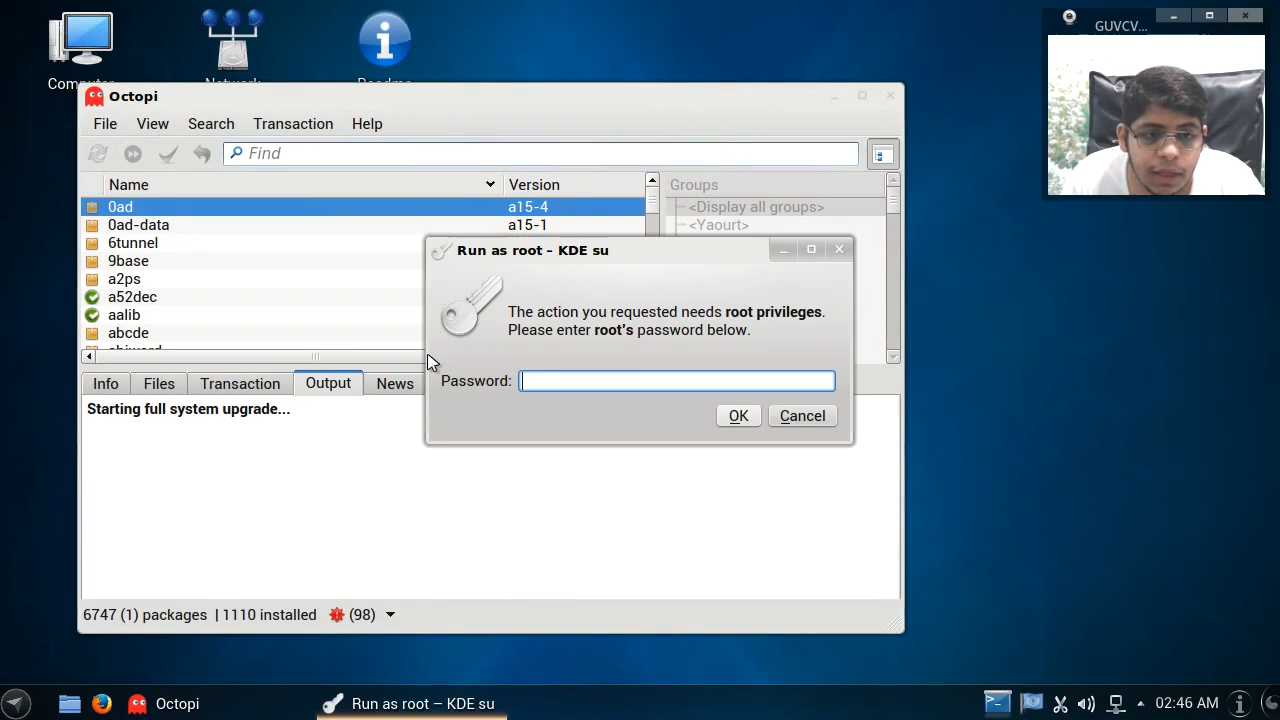 GUVCV...
Octopi
File View Search Transaction Help
Find
Name Version Groups
0ad a15-4 <Display all groups>
0ad-data a15-1 <Yaourt>
6tunnel
9base
a2ps
a52dec
aalib
abcde
Run as root – KDE su
The action you requested needs root privileges.
Please enter root's password below.
Password:
OK Cancel
Info Files Transaction Output News
Starting full system upgrade...
6747 (1) packages | 1110 installed (98)
Octopi Run as root – KDE su 02:46 AM